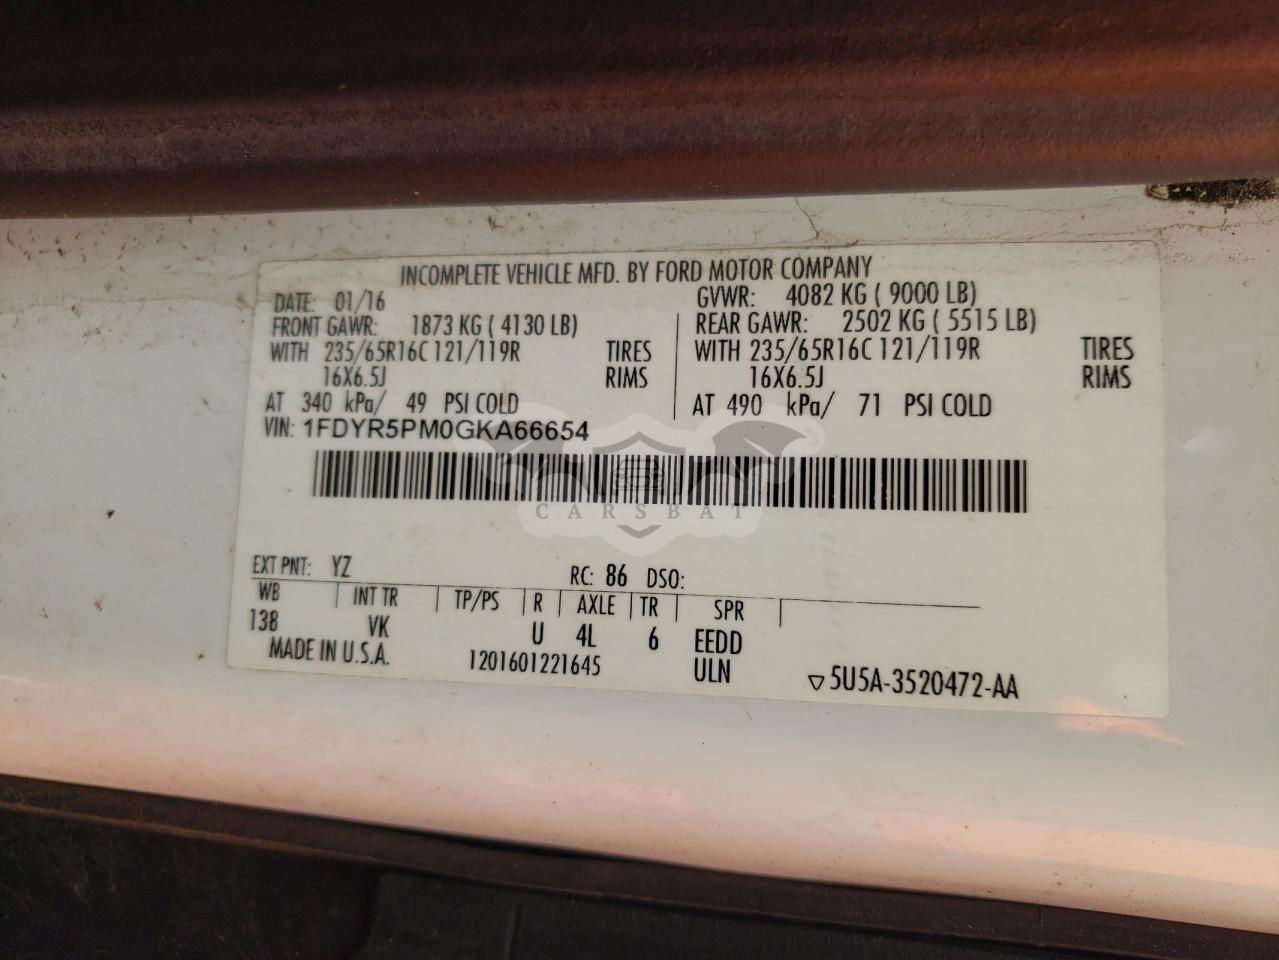 INCOMPLETE VEHICLE MFD. BY FORD MOTOR COMPANY
DATE: 01/16 GVWR: 4082 KG ( 9000 LB)
FRONT GAWR: 1873 KG ( 4130 LB) REAR GAWR: 2502 KG ( 5515 LB)
WITH 235/65R16C 121/119R TIRES WITH 235/65R16C 121/119R TIRES
16X6.5J RIMS 16X6.5J RIMS
AT 340 kPa/ 49 PSI COLD AT 490 kPa/ 71 PSI COLD
VIN: 1FDYR5PM0GKA66654
CARSBAT
EXT PNT: YZ RC: 86 DSO:
WB INT TR TP/PS R AXLE TR SPR
138 VK U 4L 6 EEDD
MADE IN U.S.A. 1201601221645 ULN ▽5U5A-3520472-AA